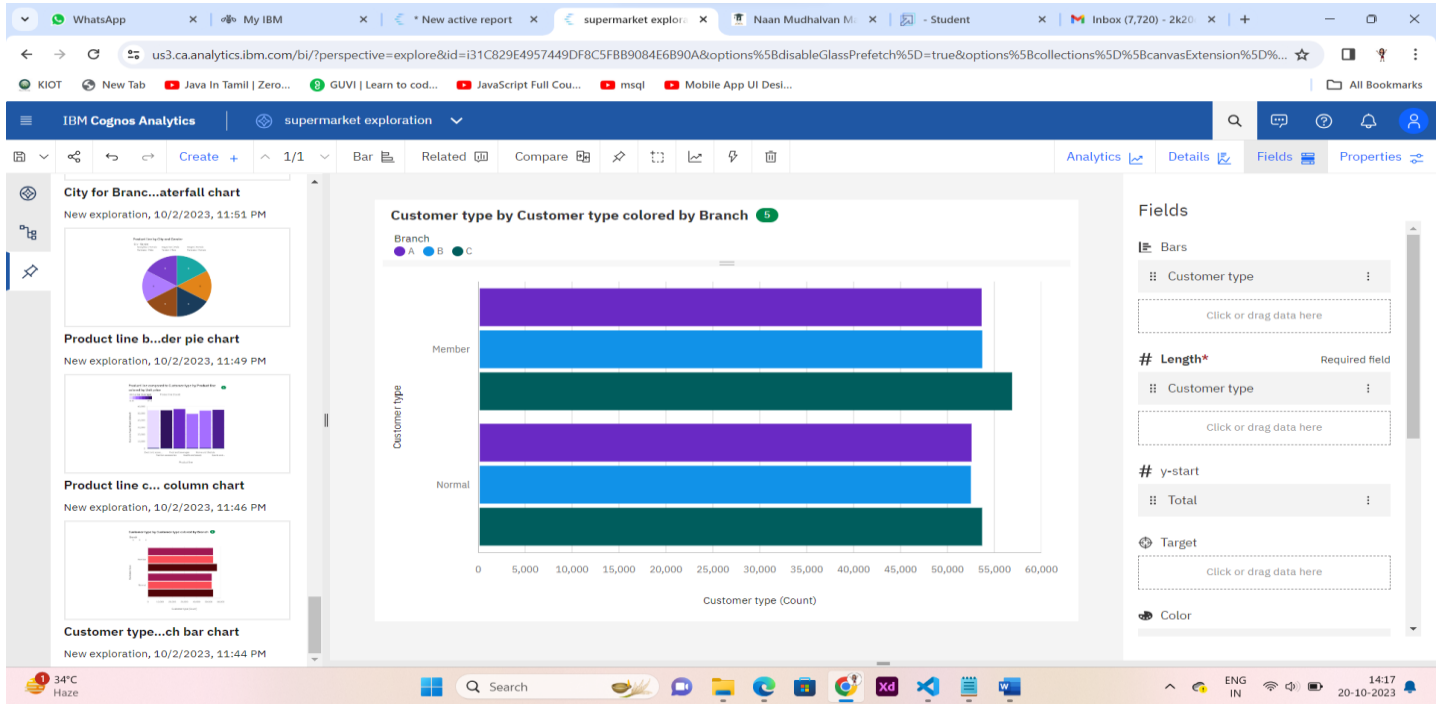 WhatsApp
My IBM
* New active report
supermarket explora
Naan Mudhalvan Ma
- Student
Inbox (7,720) - 2k20
us3.ca.analytics.ibm.com/bi/?perspective=explore&id=i31C829E4957449DF8C5FBB9084E6B90A&options%5BdisableGlassPrefetch%5D=true&options%5Bcollections%5D%5BcanvasExtension%5D%...
KIOT
New Tab
Java In Tamil | Zero...
GUVI | Learn to cod...
JavaScript Full Cou...
msql
Mobile App UI Desi...
All Bookmarks
IBM Cognos Analytics
supermarket exploration
Create +
1/1
Bar
Related
Compare
Analytics
Details
Fields
Properties
City for Branc...aterfall chart
New exploration, 10/2/2023, 11:51 PM
Product line b...der pie chart
New exploration, 10/2/2023, 11:49 PM
Product line c... column chart
New exploration, 10/2/2023, 11:46 PM
Customer type...ch bar chart
New exploration, 10/2/2023, 11:44 PM
Customer type by Customer type colored by Branch 5
Branch
A B C
Customer type
Member
Normal
0 5,000 10,000 15,000 20,000 25,000 30,000 35,000 40,000 45,000 50,000 55,000 60,000
Customer type (Count)
Fields
Bars
Customer type
Click or drag data here
# Length* Required field
Customer type
Click or drag data here
# y-start
Total
Target
Click or drag data here
Color
1
34°C
Haze
Search
Xd
ENG
IN
14:17
20-10-2023